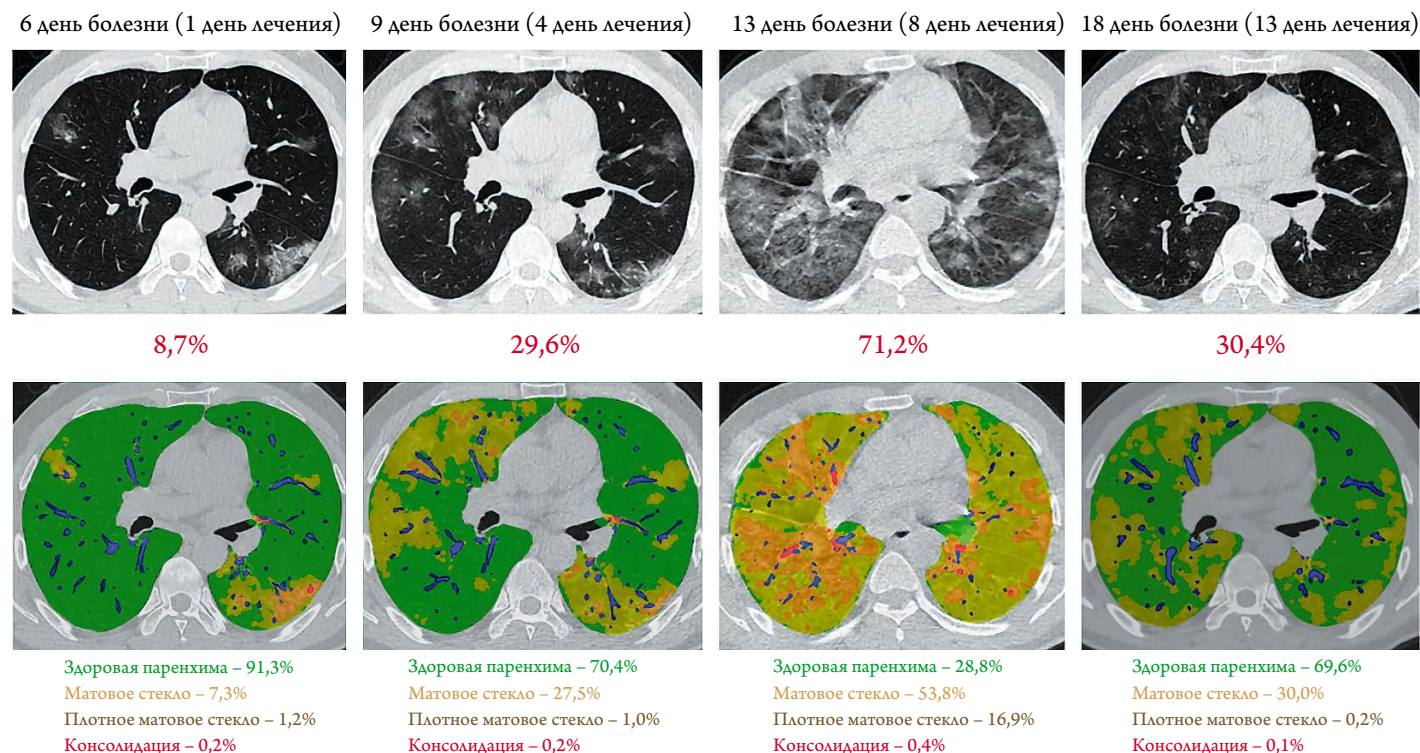 6 день болезни (1 день лечения)
9 день болезни (4 день лечения)
13 день болезни (8 день лечения)
18 день болезни (13 день лечения)
8,7%
29,6%
71,2%
30,4%
Здоровая паренхима – 91,3%
Матовое стекло – 7,3%
Плотное матовое стекло – 1,2%
Консолидация – 0,2%
Здоровая паренхима – 70,4%
Матовое стекло – 27,5%
Плотное матовое стекло – 1,0%
Консолидация – 0,2%
Здоровая паренхима – 28,8%
Матовое стекло – 53,8%
Плотное матовое стекло – 16,9%
Консолидация – 0,4%
Здоровая паренхима – 69,6%
Матовое стекло – 30,0%
Плотное матовое стекло – 0,2%
Консолидация – 0,1%